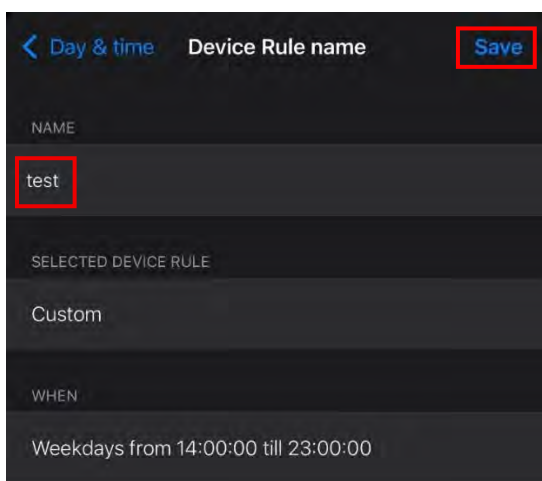 Day & time Device Rule name Save
NAME
test
SELECTED DEVICE RULE
Custom
WHEN
Weekdays from 14:00:00 till 23:00:00